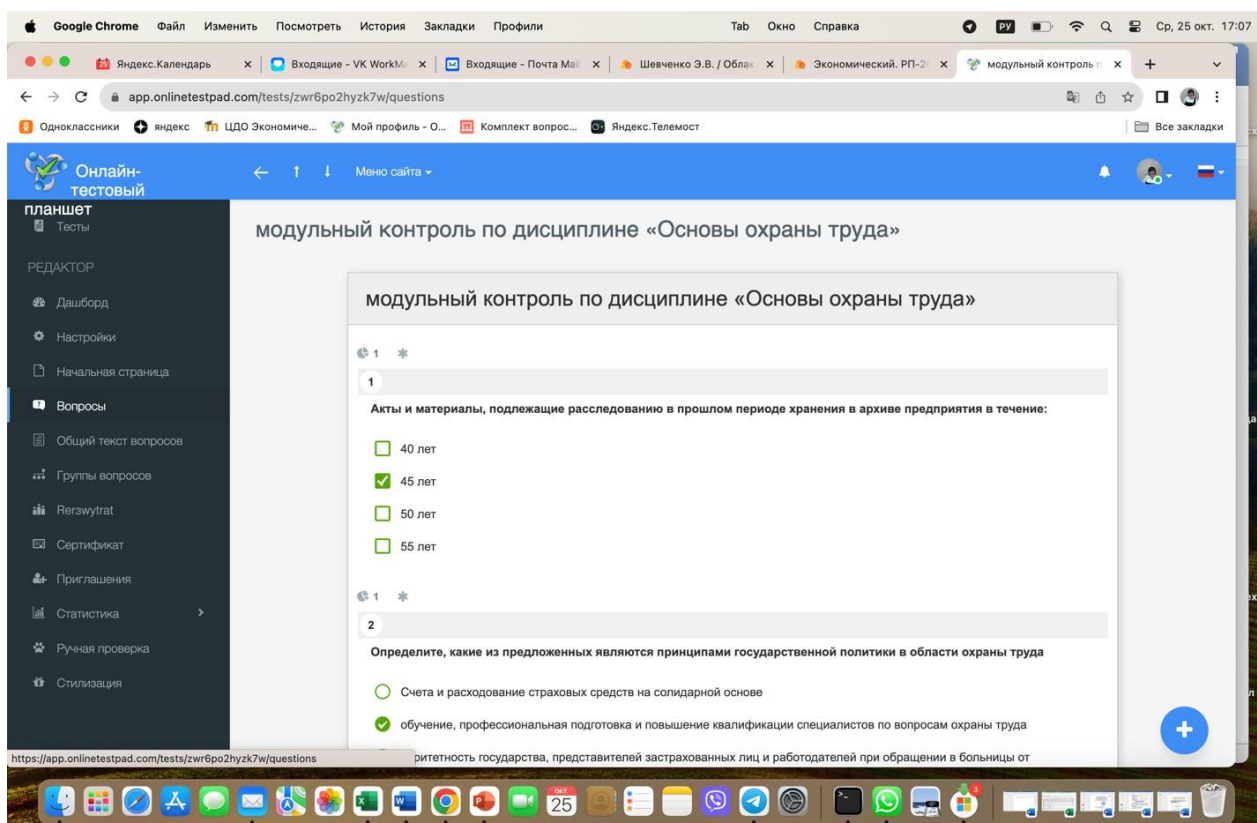 Google Chrome Файл Изменить Посмотреть История Закладки Профили Tab Окно Справка РУ Ср, 25 окт. 17:07
Яндекс.Календарь Входящие - VK WorkMa Входящие - Почта Mail Шевченко Э.В. / Облак Экономический. РП-2 модульный контроль п
app.onlinetestpad.com/tests/zwr6po2hyzk7w/questions
Одноклассники яндекс ЦДО Экономиче... Мой профиль - О... Комплект вопрос... Яндекс.Телемост Все закладки
Онлайн-
тестовый
планшет
Меню сайта
Тесты
модульный контроль по дисциплине «Основы охраны труда»
РЕДАКТОР
Дашборд
Настройки
Начальная страница
Вопросы
Общий текст вопросов
Группы вопросов
Rerзwytrat
Сертификат
Приглашения
Статистика
Ручная проверка
Стилизация
модульный контроль по дисциплине «Основы охраны труда»
1
1
Акты и материалы, подлежащие расследованию в прошлом периоде хранения в архиве предприятия в течение:
40 лет
45 лет
50 лет
55 лет
1
2
Определите, какие из предложенных являются принципами государственной политики в области охраны труда
Счета и расходование страховых средств на солидарной основе
обучение, профессиональная подготовка и повышение квалификации специалистов по вопросам охраны труда
ритетность государства, представителей застрахованных лиц и работодателей при обращении в больницы от
https://app.onlinetestpad.com/tests/zwr6po2hyzk7w/questions
ОКТ.
25
3